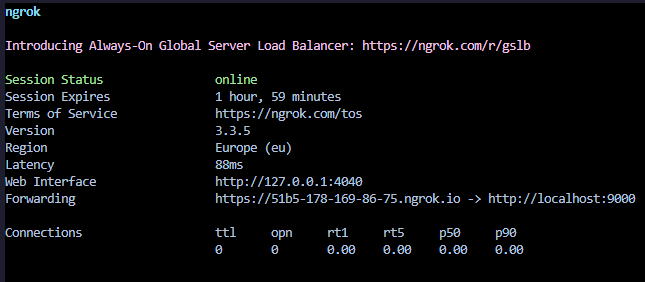 ngrok
Introducing Always-On Global Server Load Balancer: https://ngrok.com/r/gslb
Session Status online
Session Expires 1 hour, 59 minutes
Terms of Service https://ngrok.com/tos
Version 3.3.5
Region Europe (eu)
Latency 88ms
Web Interface http://127.0.0.1:4040
Forwarding https://51b5-178-169-86-75.ngrok.io -> http://localhost:9000
Connections ttl opn rt1 rt5 p50 p90
0 0 0.00 0.00 0.00 0.00